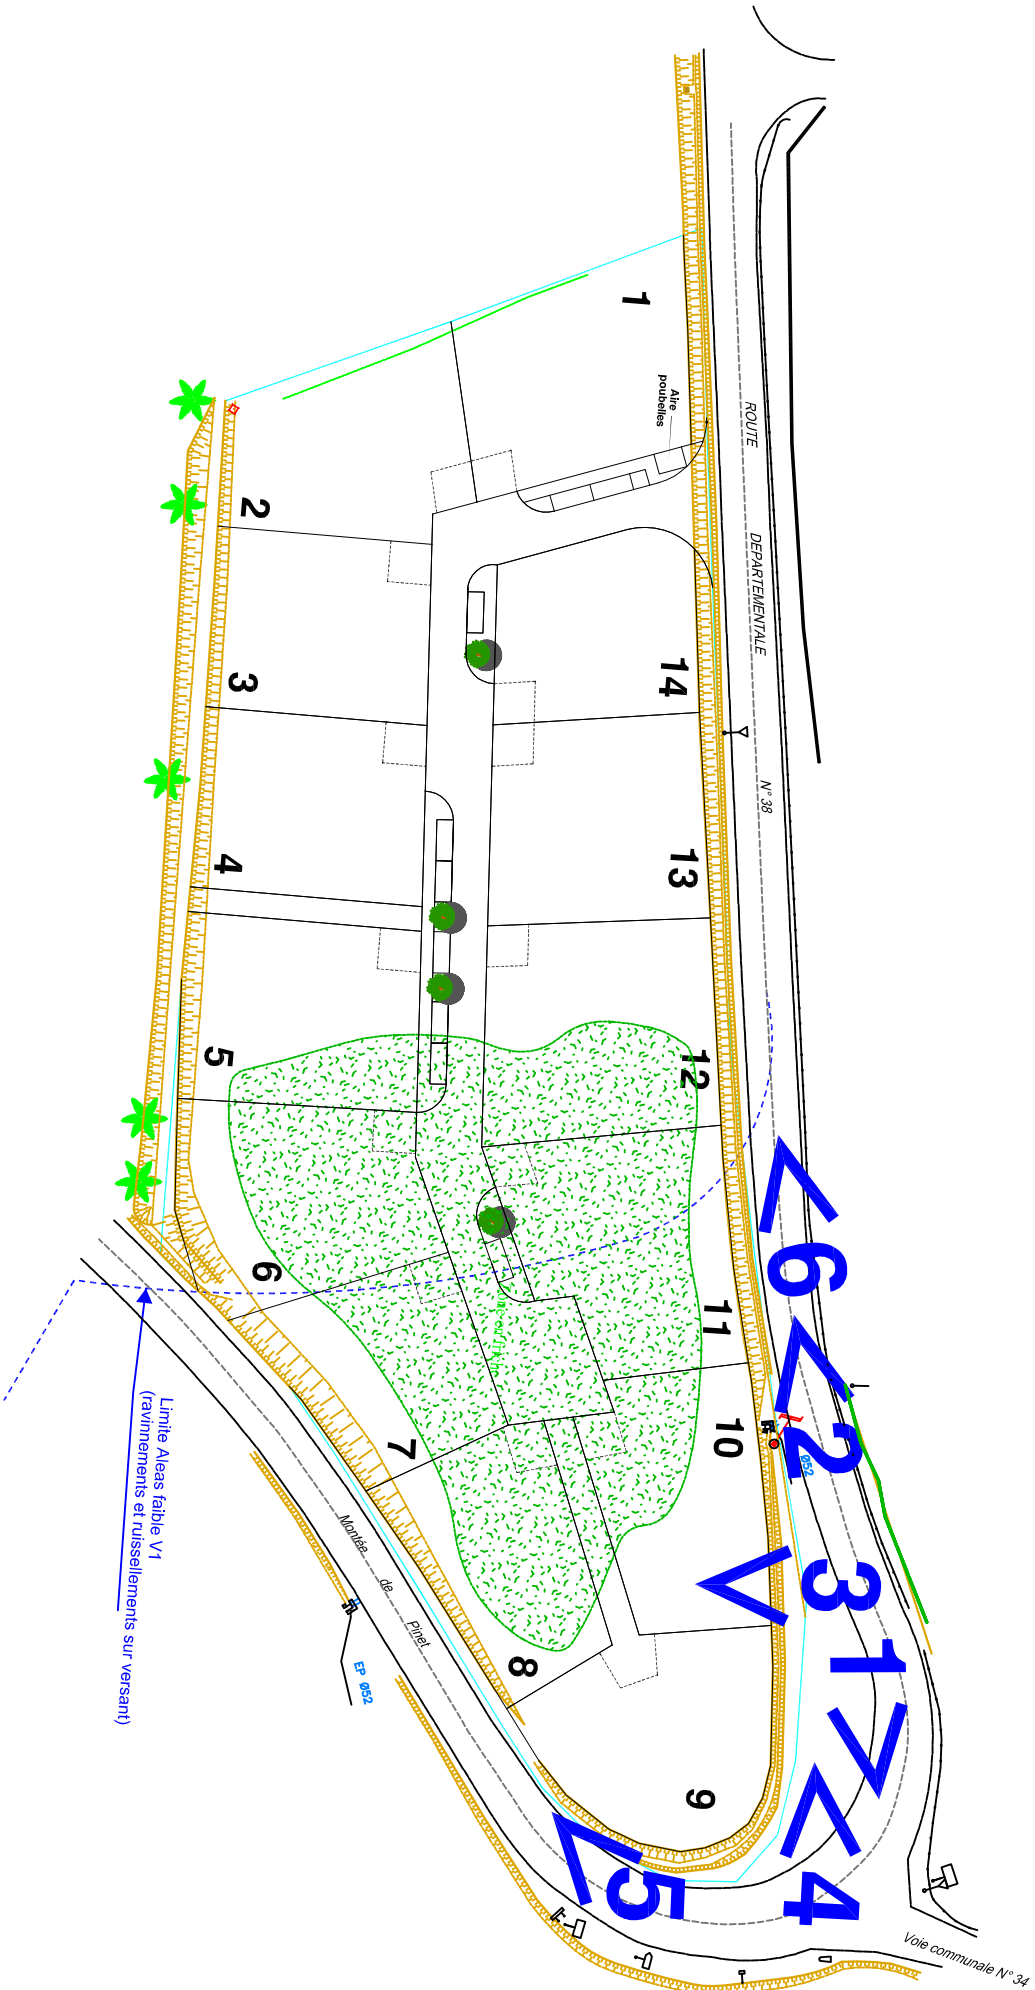 1
Aire
poubelles
ROUTE DEPARTEMENTALE N° 38
2
3
14
4
13
5
12
6
11
7
10
8
9
6
2
3
1
4
5
Ø52
EP Ø52
Montée de Pinet
Limite Aleas faible V1
(ravinnements et ruissellements sur versant)
Voie communale N° 34